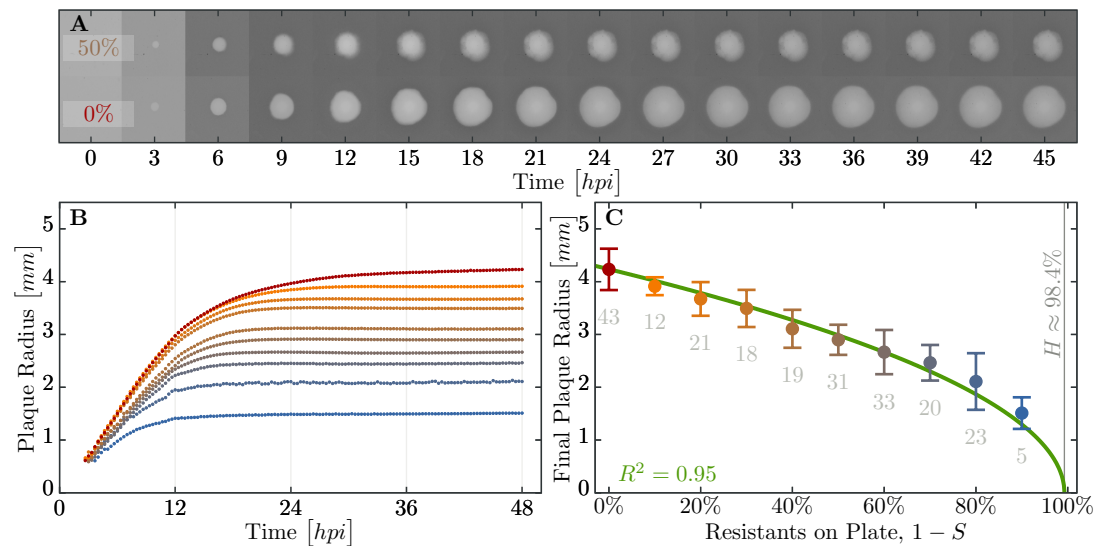 A
50%
0%
0 3 6 9 12 15 18 21 24 27 30 33 36 39 42 45
Time [hpi]
B
Plaque Radius [mm]
5
4
3
2
1
0
0 12 24 36 48
Time [hpi]
C
Final Plaque Radius [mm]
5
4
3
2
1
0
43
12
21
18
19
31
33
20
23
5
H ≈ 98.4%
R² = 0.95
0% 20% 40% 60% 80% 100%
Resistants on Plate, 1 − S